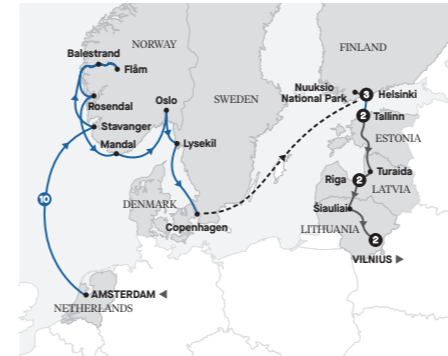 NORWAY
FINLAND
Balestrand
Flåm
Nuuksio
National Park
3 Helsinki
Rosendal
Oslo
SWEDEN
2 Tallinn
Stavanger
ESTONIA
Mandal
Lysekil
Turaida
Riga 2
LATVIA
10
DENMARK
Šiauliai
Copenhagen
LITHUANIA
2
VILNIUS ▶
AMSTERDAM ◀
NETHERLANDS